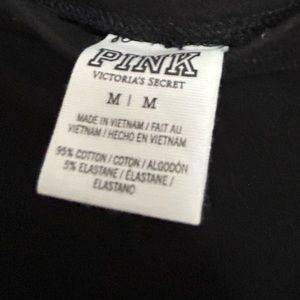 PINK
VICTORIA'S SECRET
M | M
MADE IN VIETNAM / FAIT AU
VIETNAM / HECHO EN VIETNAM
95% COTTON / COTON / ALGODÓN
5% ELASTANE / ÉLASTANE /
ELASTANO